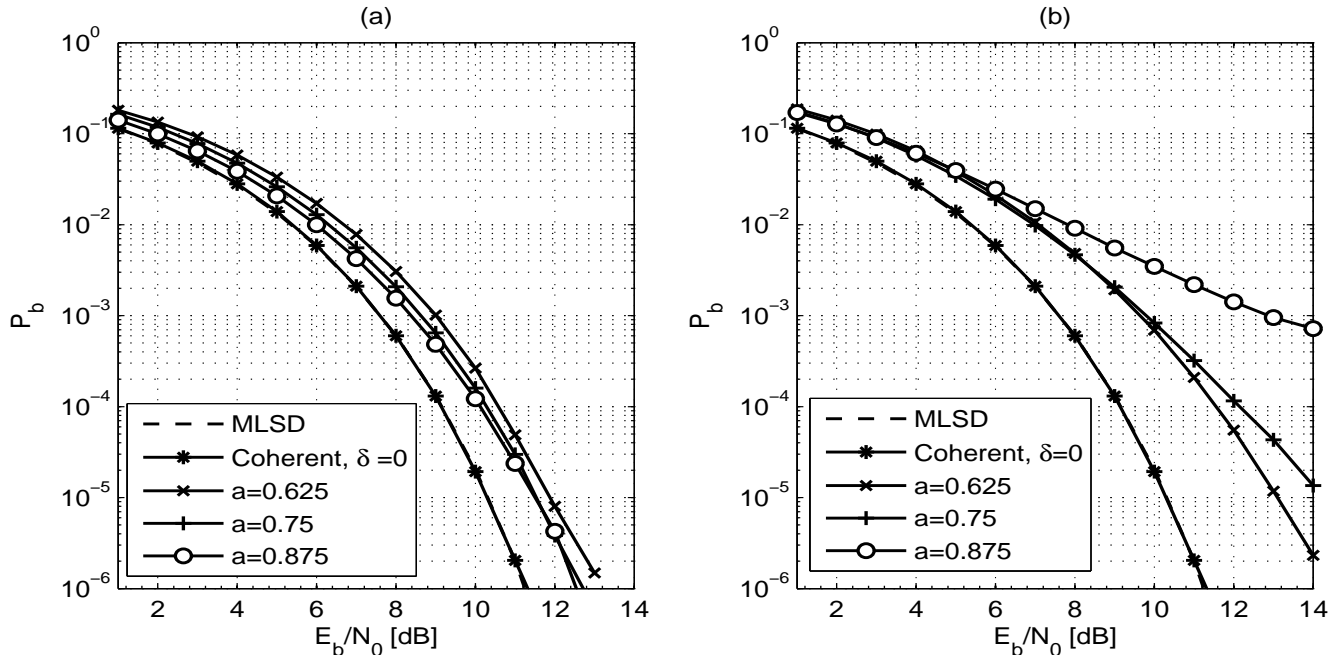 (a)
10^0
10^-1
10^-2
10^-3
10^-4
10^-5
10^-6
P_b
2 4 6 8 10 12 14
E_b/N_0 [dB]
MLSD
Coherent, δ =0
a=0.625
a=0.75
a=0.875
(b)
10^0
10^-1
10^-2
10^-3
10^-4
10^-5
10^-6
P_b
2 4 6 8 10 12 14
E_b/N_0 [dB]
MLSD
Coherent, δ=0
a=0.625
a=0.75
a=0.875